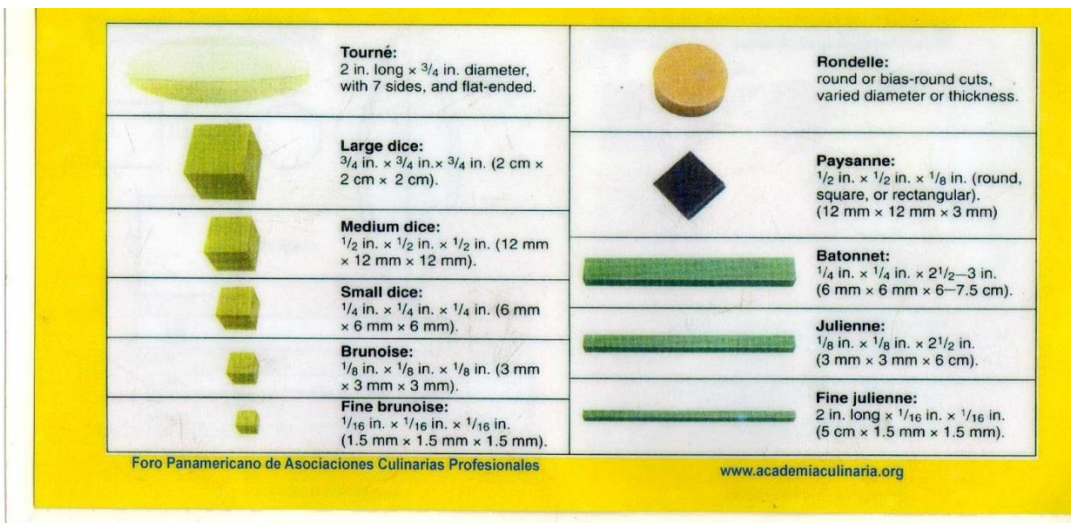 Tourné:
2 in. long × 3/4 in. diameter,
with 7 sides, and flat-ended.
Large dice:
3/4 in. × 3/4 in.× 3/4 in. (2 cm ×
2 cm × 2 cm).
Medium dice:
1/2 in. × 1/2 in. × 1/2 in. (12 mm
× 12 mm × 12 mm).
Small dice:
1/4 in. × 1/4 in. × 1/4 in. (6 mm
× 6 mm × 6 mm).
Brunoise:
1/8 in. × 1/8 in. × 1/8 in. (3 mm
× 3 mm × 3 mm).
Fine brunoise:
1/16 in. × 1/16 in. × 1/16 in.
(1.5 mm × 1.5 mm × 1.5 mm).
Rondelle:
round or bias-round cuts,
varied diameter or thickness.
Paysanne:
1/2 in. × 1/2 in. × 1/8 in. (round,
square, or rectangular).
(12 mm × 12 mm × 3 mm)
Batonnet:
1/4 in. × 1/4 in. × 2 1/2–3 in.
(6 mm × 6 mm × 6–7.5 cm).
Julienne:
1/8 in. × 1/8 in. × 2 1/2 in.
(3 mm × 3 mm × 6 cm).
Fine julienne:
2 in. long × 1/16 in. × 1/16 in.
(5 cm × 1.5 mm × 1.5 mm).
Foro Panamericano de Asociaciones Culinarias Profesionales
www.academiaculinaria.org